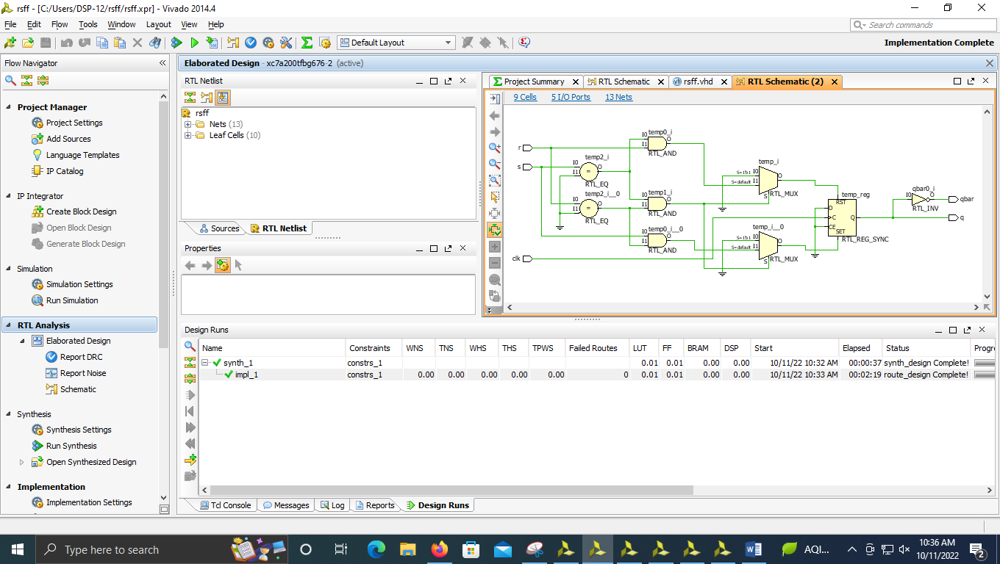 rsff - [C:/Users/DSP-12/rsff/rsff.xpr] - Vivado 2014.4
File Edit Flow Tools Window Layout View Help
Search commands
Default Layout
Implementation Complete
Flow Navigator
Project Manager
Project Settings
Add Sources
Language Templates
IP Catalog
IP Integrator
Create Block Design
Open Block Design
Generate Block Design
Simulation
Simulation Settings
Run Simulation
RTL Analysis
Elaborated Design
Report DRC
Report Noise
Schematic
Synthesis
Synthesis Settings
Run Synthesis
Open Synthesized Design
Implementation
Implementation Settings
Elaborated Design - xc7a200tfbg676-2 (active)
RTL Netlist
rsff
Nets (13)
Leaf Cells (10)
Sources RTL Netlist
Properties
Project Summary RTL Schematic rsff.vhd RTL Schematic (2)
9 Cells 5 I/O Ports 13 Nets
r
s
clk
temp2_i
I0
I1
O
=
RTL_EQ
temp2_i__0
I0
I1
O
=
RTL_EQ
temp0_i
I0
I1
O
RTL_AND
temp1_i
I0
I1
O
RTL_AND
temp0_i__0
I0
I1
O
RTL_AND
temp_i
S=1'b1 I0
S=default I1
O
S
RTL_MUX
temp_i__0
S=1'b1 I0
S=default I1
O
S
RTL_MUX
temp_reg
RST
D
C
Q
CE
SET
RTL_REG_SYNC
qbar0_i
I0
O
RTL_INV
qbar
q
Design Runs
Name Constraints WNS TNS WHS THS TPWS Failed Routes LUT FF BRAM DSP Start Elapsed Status Progre
synth_1 constrs_1 0.01 0.01 0.00 0.00 10/11/22 10:32 AM 00:00:37 synth_design Complete!
impl_1 constrs_1 0.00 0.00 0.00 0.00 0.00 0 0.01 0.01 0.00 0.00 10/11/22 10:33 AM 00:02:19 route_design Complete!
Tcl Console Messages Log Reports Design Runs
Type here to search
AQI...
10:36 AM
10/11/2022
2